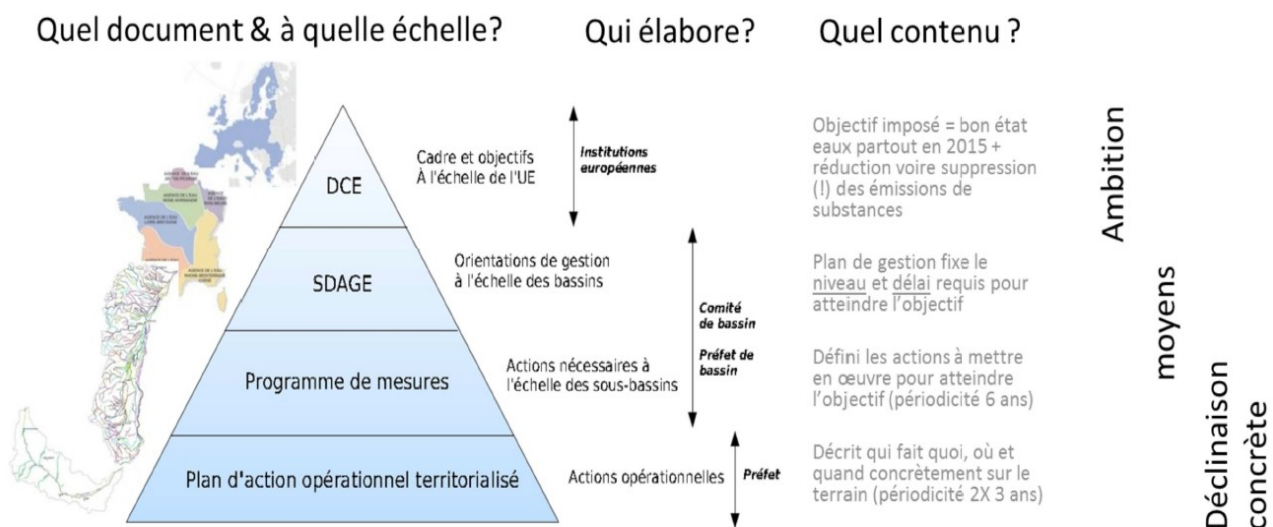 Quel document & à quelle échelle?
Qui élabore?
Quel contenu ?
DCE
Cadre et objectifs
À l'échelle de l'UE
Institutions
européennes
Objectif imposé = bon état
eaux partout en 2015 +
réduction voire suppression
(!) des émissions de
substances
Ambition
SDAGE
Orientations de gestion
à l'échelle des bassins
Comité
de bassin
Préfet de
bassin
Plan de gestion fixe le
niveau et délai requis pour
atteindre l'objectif
moyens
Programme de mesures
Actions nécessaires à
l'échelle des sous-bassins
Défini les actions à mettre
en œuvre pour atteindre
l'objectif (périodicité 6 ans)
Plan d'action opérationnel territorialisé
Actions opérationnelles
Préfet
Décrit qui fait quoi, où et
quand concrètement sur le
terrain (périodicité 2X 3 ans)
Déclinaison
concrète